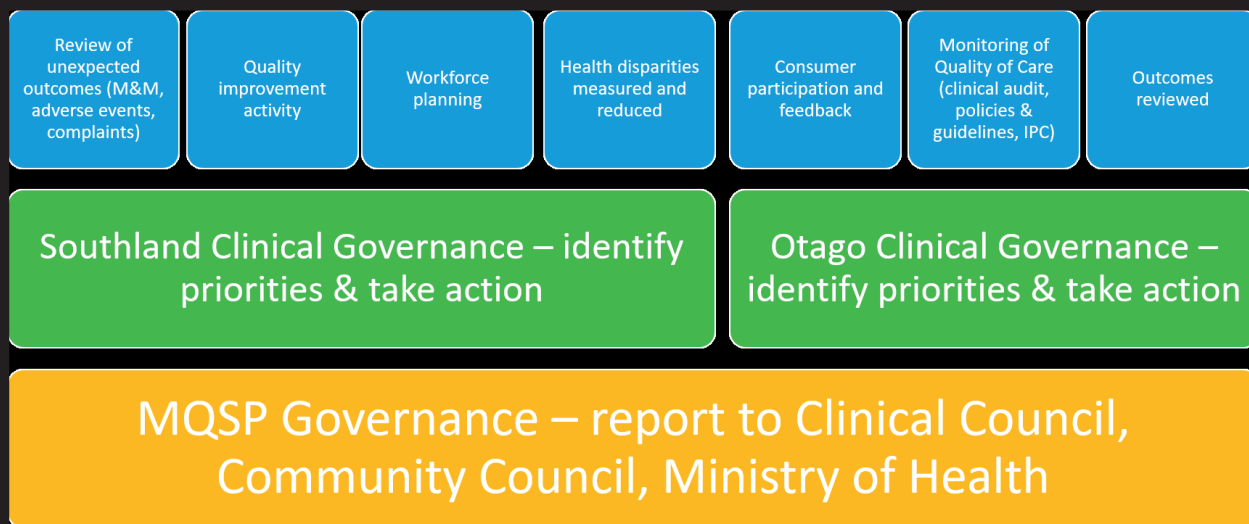 Review of
unexpected
outcomes (M&M,
adverse events,
complaints)
Quality
improvement
activity
Workforce
planning
Health disparities
measured and
reduced
Consumer
participation and
feedback
Monitoring of
Quality of Care
(clinical audit,
policies &
guidelines, IPC)
Outcomes
reviewed
Southland Clinical Governance – identify
priorities & take action
Otago Clinical Governance –
identify priorities & take action
MQSP Governance – report to Clinical Council,
Community Council, Ministry of Health